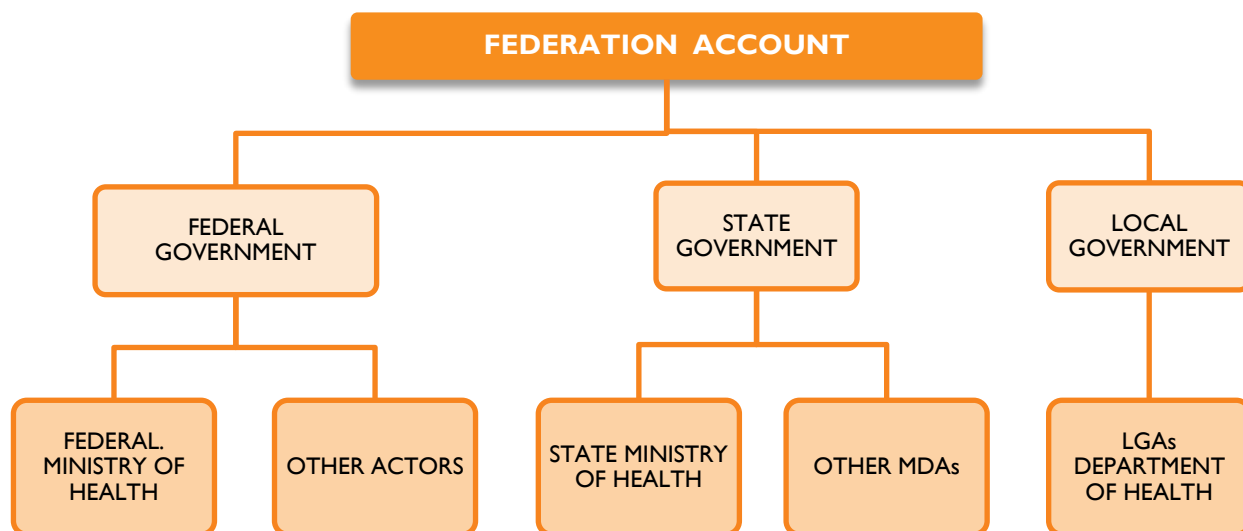 FEDERATION ACCOUNT
FEDERAL
GOVERNMENT
STATE
GOVERNMENT
LOCAL
GOVERNMENT
FEDERAL.
MINISTRY OF
HEALTH
OTHER ACTORS
STATE MINISTRY
OF HEALTH
OTHER MDAs
LGAs
DEPARTMENT
OF HEALTH